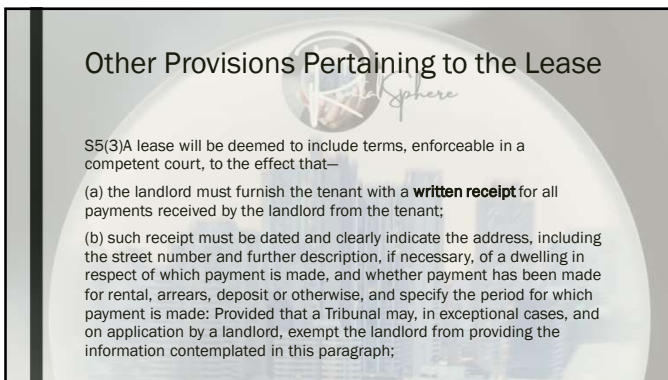 Other Provisions Pertaining to the Lease
S5(3)A lease will be deemed to include terms, enforceable in a
competent court, to the effect that—
(a) the landlord must furnish the tenant with a written receipt for all
payments received by the landlord from the tenant;
(b) such receipt must be dated and clearly indicate the address, including
the street number and further description, if necessary, of a dwelling in
respect of which payment is made, and whether payment has been made
for rental, arrears, deposit or otherwise, and specify the period for which
payment is made: Provided that a Tribunal may, in exceptional cases, and
on application by a landlord, exempt the landlord from providing the
information contemplated in this paragraph;